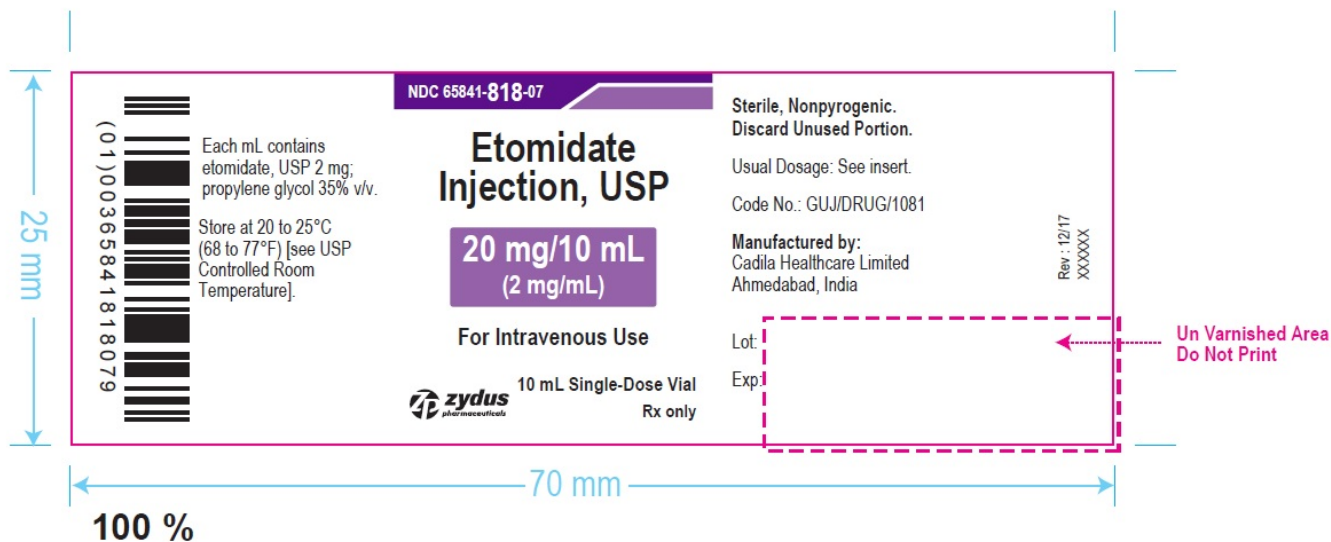 (01)00365841818079
Each mL contains
etomidate, USP 2 mg;
propylene glycol 35% v/v.
Store at 20 to 25°C
(68 to 77°F) [see USP
Controlled Room
Temperature].
NDC 65841-818-07
Etomidate
Injection, USP
20 mg/10 mL
(2 mg/mL)
For Intravenous Use
zydus
pharmaceuticals
10 mL Single-Dose Vial
Rx only
Sterile, Nonpyrogenic.
Discard Unused Portion.
Usual Dosage: See insert.
Code No.: GUJ/DRUG/1081
Manufactured by:
Cadila Healthcare Limited
Ahmedabad, India
Lot:
Exp:
Rev : 12/17
XXXXXX
Un Varnished Area
Do Not Print
25 mm
70 mm
100 %